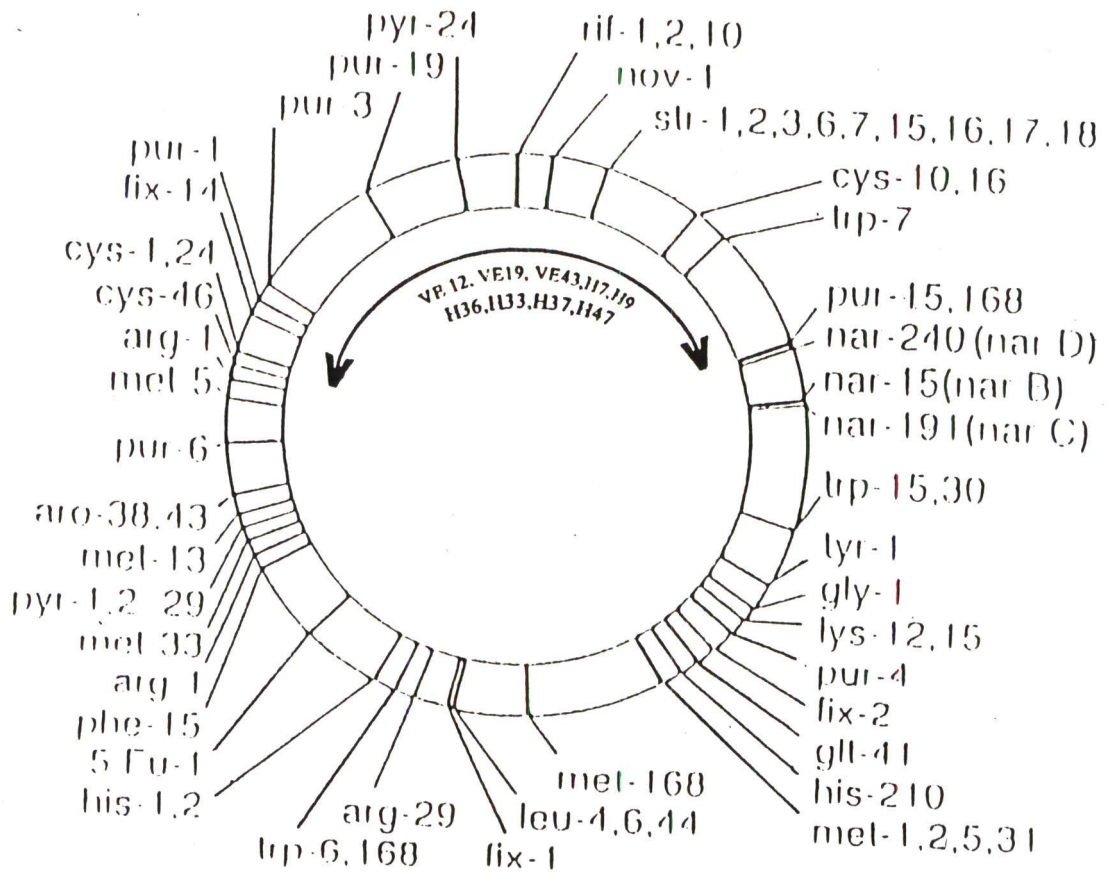 pyr-24
pur-19
pur-3
pur-1
fix-14
cys-1,24
cys-46
arg-1
met-5
pur-6
aro-38,43
met-13
pyr-1,2 29
met-33
arg-1
phe-15
5 Fu-1
his-1,2
trp-6,168
arg-29
fix-1
leu-4,6,44
met-168
rif-1,2,10
nov-1
str-1,2,3,6,7,15,16,17,18
cys-10,16
trp-7
pur-15,168
nar-240(nar D)
nar-15(nar B)
nar-191(nar C)
trp-15,30
tyr-1
gly-1
lys-12,15
pur-4
fix-2
glt-41
his-210
met-1,2,5,31
VE 12, VE19, VE43,H7,H9
H36,H33,H37,H47